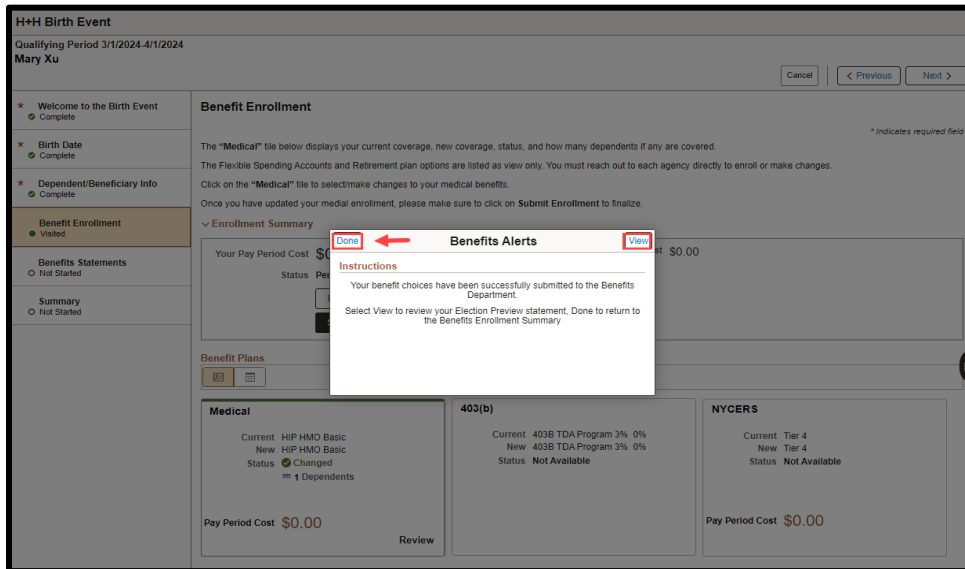 H+H Birth Event
Qualifying Period 3/1/2024-4/1/2024
Mary Xu
Cancel
< Previous
Next >
* Welcome to the Birth Event
Complete
* Birth Date
Complete
* Dependent/Beneficiary Info
Complete
Benefit Enrollment
Visited
Benefits Statements
Not Started
Summary
Not Started
Benefit Enrollment
* Indicates required field
The “Medical” tile below displays your current coverage, new coverage, status, and how many dependents if any are covered.
The Flexible Spending Accounts and Retirement plan options are listed as view only. You must reach out to each agency directly to enroll or make changes.
Click on the “Medical” tile to select/make changes to your medical benefits.
Once you have updated your medial enrollment, please make sure to click on Submit Enrollment to finalize.
Enrollment Summary
Your Pay Period Cost
$0.00
Status
Done
Benefits Alerts
View
Instructions
Your benefit choices have been successfully submitted to the Benefits
Department.
Select View to review your Election Preview statement, Done to return to
the Benefits Enrollment Summary
Benefit Plans
Medical
Current HIP HMO Basic
New HIP HMO Basic
Status Changed
1 Dependents
Pay Period Cost $0.00
Review
403(b)
Current 403B TDA Program 3% 0%
New 403B TDA Program 3% 0%
Status Not Available
NYCERS
Current Tier 4
New Tier 4
Status Not Available
Pay Period Cost $0.00